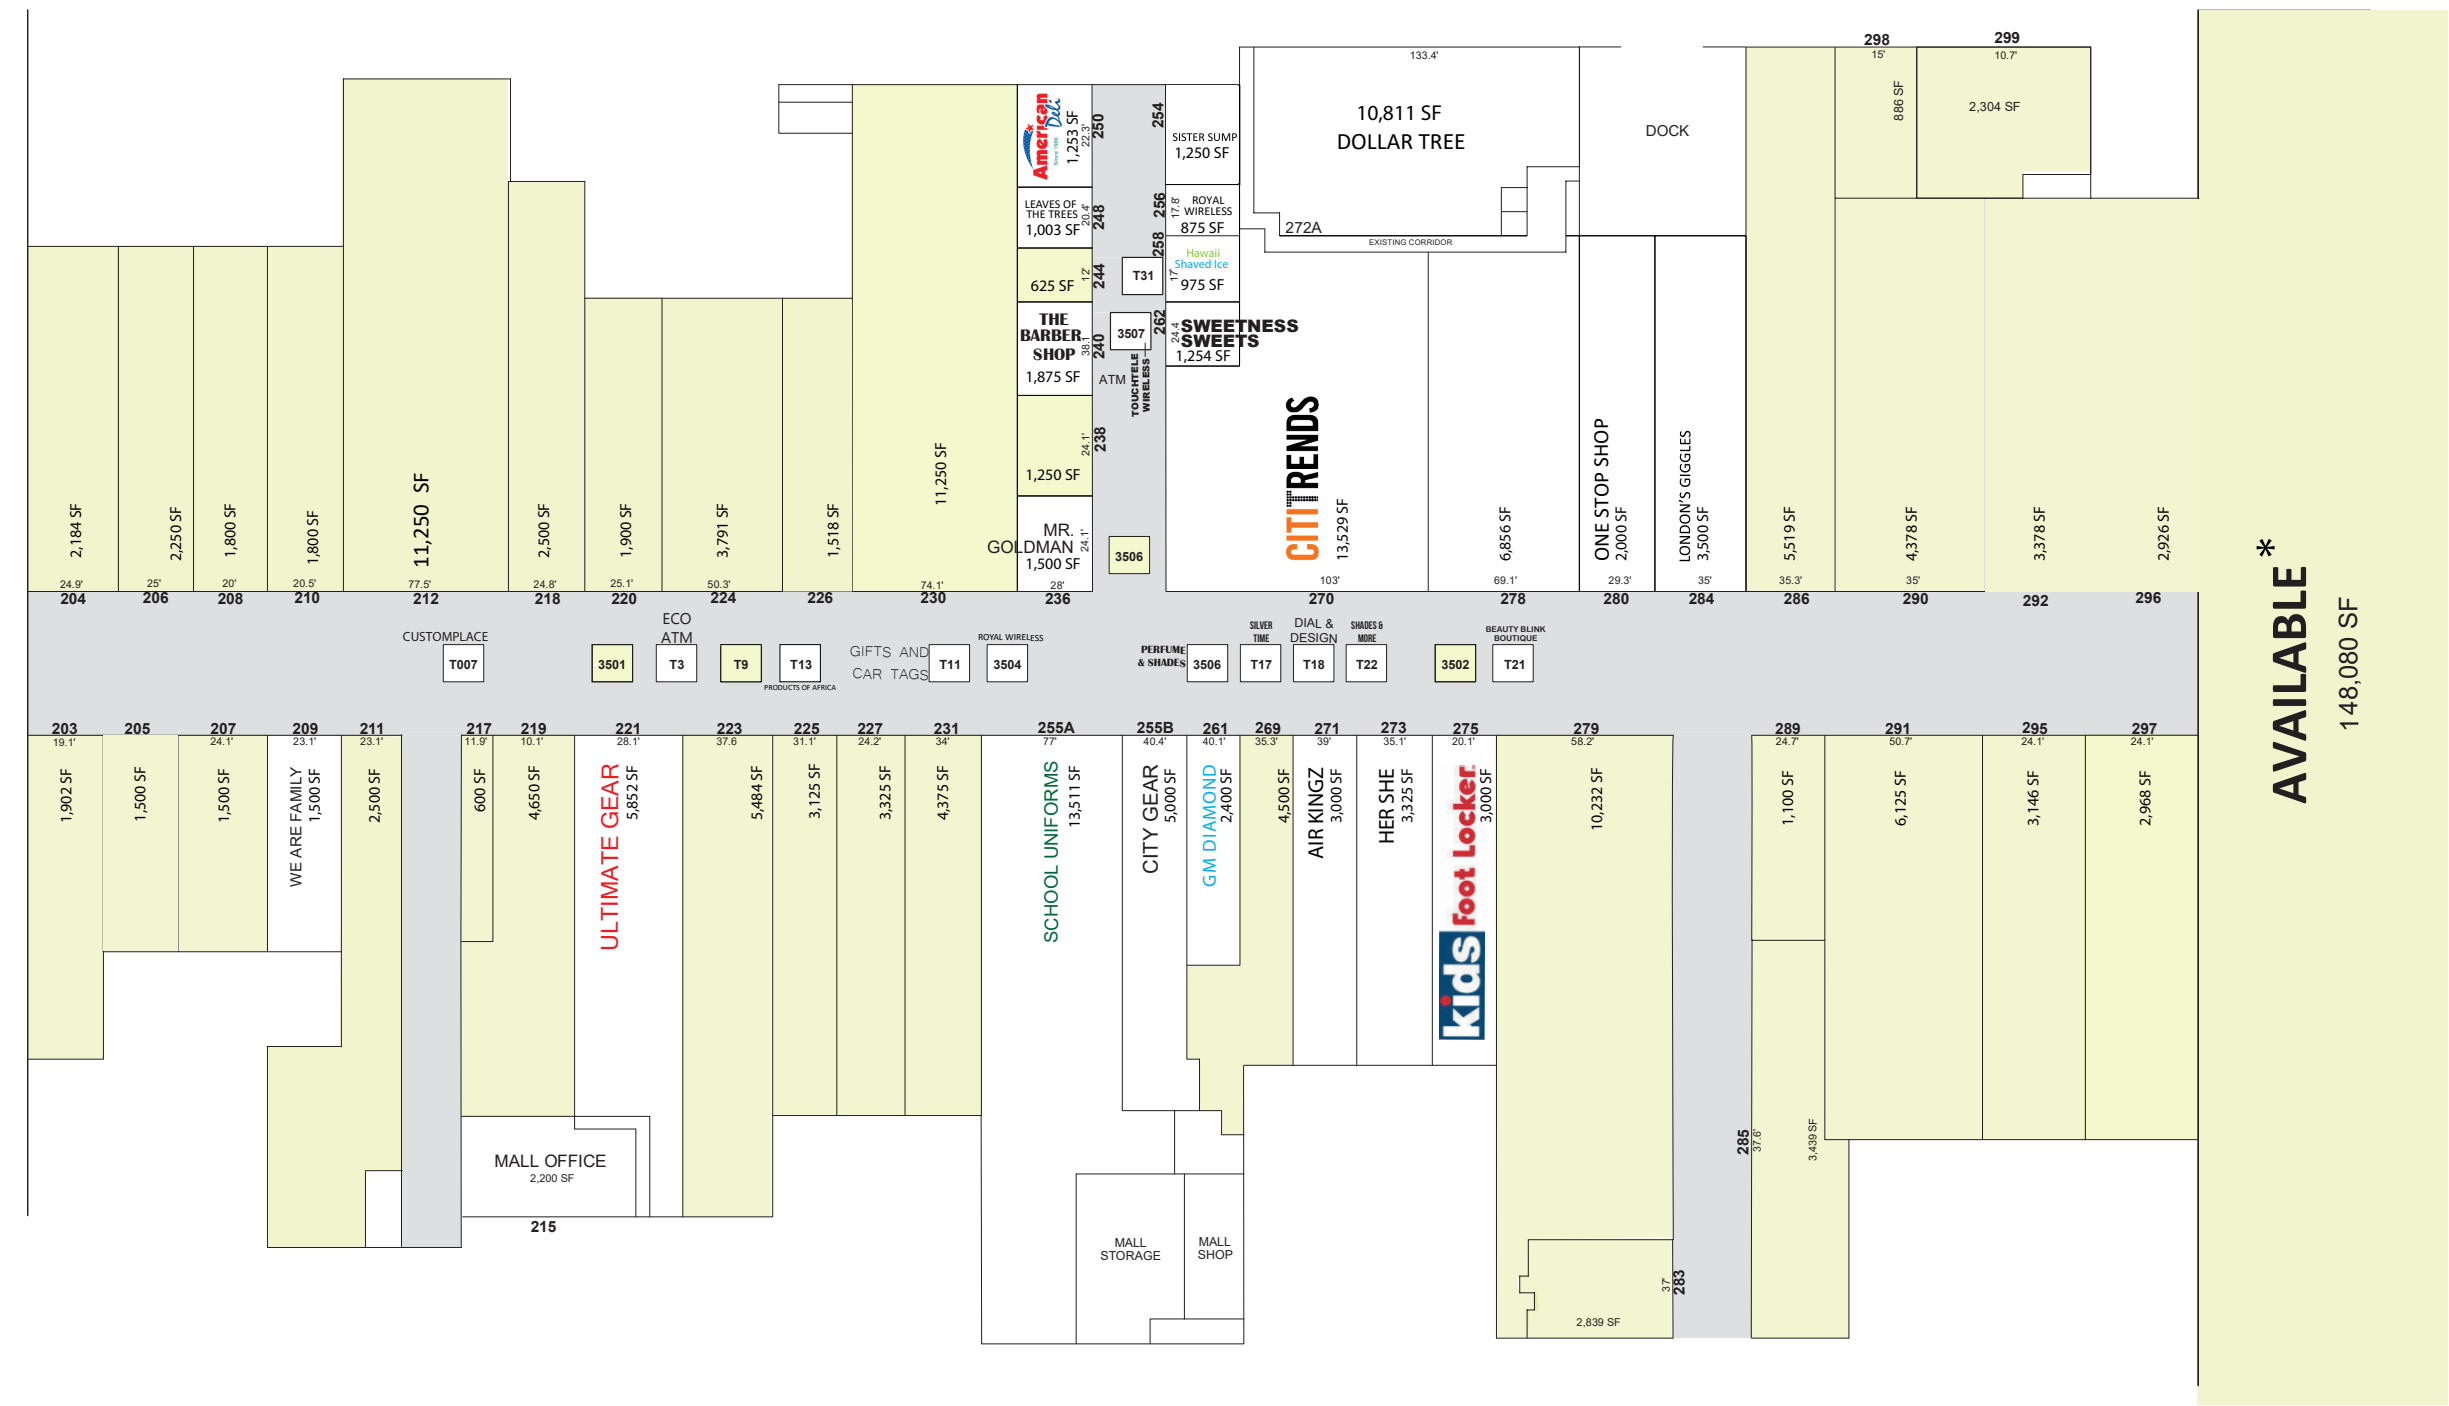 298
299
15'
10.7'
886 SF
2,304 SF
133.4'
10,811 SF
DOLLAR TREE
DOCK
272A
EXISTING CORRIDOR
American
Deli
Since 1989
1,253 SF
22.3'
250
254
SISTER SUMP
1,250 SF
LEAVES OF
THE TREES
1,003 SF
20.4'
248
256
17.8'
ROYAL
WIRELESS
875 SF
258
Hawaii
Shaved Ice
17'
975 SF
625 SF
12'
244
T31
THE
BARBER
SHOP
1,875 SF
38.1
240
ATM
3507
TOUCHTELE
WIRELESS
262
24.4
SWEETNESS
SWEETS
1,254 SF
1,250 SF
24.1'
238
MR.
GOLDMAN
1,500 SF
24.1'
28'
236
3506
2,184 SF
24.9'
204
2,250 SF
25'
206
1,800 SF
20'
208
1,800 SF
20.5'
210
11,250 SF
77.5'
212
2,500 SF
24.8'
218
1,900 SF
25.1'
220
3,791 SF
50.3'
224
1,518 SF
226
11,250 SF
74.1'
230
CITITRENDS
13,529 SF
103'
270
6,856 SF
69.1'
278
ONE STOP SHOP
2,000 SF
29.3'
280
LONDON'S GIGGLES
3,500 SF
35'
284
5,519 SF
35.3'
286
4,378 SF
35'
290
3,378 SF
292
2,926 SF
296
AVAILABLE*
148,080 SF
CUSTOMPLACE
T007
3501
ECO
ATM
T3
T9
T13
PRODUCTS OF AFRICA
GIFTS AND
CAR TAGS
T11
ROYAL WIRELESS
3504
PERFUME
& SHADES
3506
SILVER
TIME
T17
DIAL &
DESIGN
T18
SHADES &
MORE
T22
3502
BEAUTY BLINK
BOUTIQUE
T21
203
19.1'
1,902 SF
205
1,500 SF
207
24.1'
1,500 SF
209
23.1'
WE ARE FAMILY
1,500 SF
211
23.1'
2,500 SF
217
11.9'
600 SF
219
10.1'
4,650 SF
221
28.1'
ULTIMATE GEAR
5,852 SF
223
37.6
5,484 SF
225
31.1'
3,125 SF
227
24.2'
3,325 SF
231
34'
4,375 SF
255A
77'
SCHOOL UNIFORMS
13,511 SF
255B
40.4'
CITY GEAR
5,000 SF
261
40.1'
GM DIAMOND
2,400 SF
269
35.3'
4,500 SF
271
39'
AIR KINGZ
3,000 SF
273
35.1'
HER SHE
3,325 SF
275
20.1'
kids Foot Locker
3,000 SF
279
58.2'
10,232 SF
289
24.7'
1,100 SF
291
50.7'
6,125 SF
295
24.1'
3,146 SF
297
24.1'
2,968 SF
MALL OFFICE
2,200 SF
215
MALL
STORAGE
MALL
SHOP
285
37.6'
3,439 SF
283
37'
2,839 SF